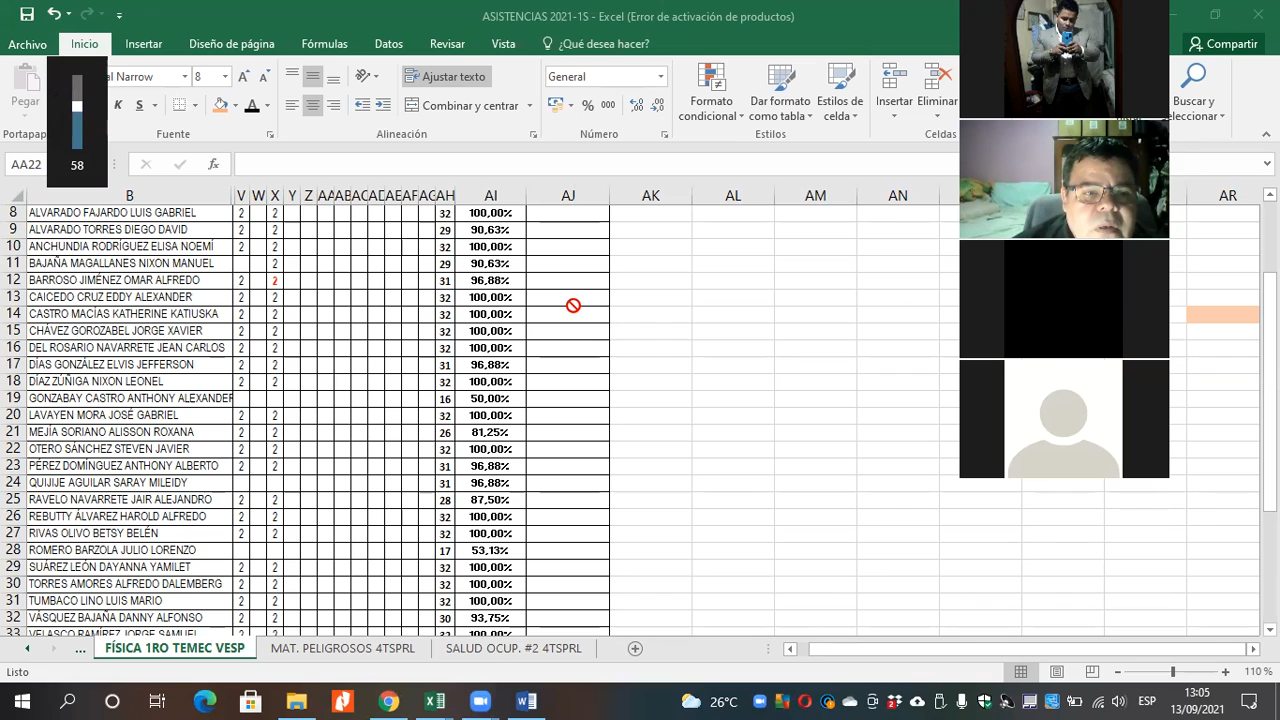 ASISTENCIAS 2021-1S - Excel (Error de activación de productos)
Archivo Inicio Insertar Diseño de página Fórmulas Datos Revisar Vista ¿Qué desea hacer? Compartir
Pegar
Narrow 8
K S
Ajustar texto
Combinar y centrar
General
% 000
Formato condicional
Dar formato como tabla
Estilos de celda
Insertar Eliminar
Buscar y seleccionar
Fuente Alineación Número Estilos Celdas
58
AA22 fx
B V W X Y Z AH AI AJ AK AL AM AN AR
8 ALVARADO FAJARDO LUIS GABRIEL 2 2 32 100,00%
9 ALVARADO TORRES DIEGO DAVID 2 2 29 90,63%
10 ANCHUNDIA RODRÍGUEZ ELISA NOEMÍ 2 2 32 100,00%
11 BAJAÑA MAGALLANES NIXON MANUEL 2 29 90,63%
12 BARROSO JIMÉNEZ OMAR ALFREDO 2 2 31 96,88%
13 CAICEDO CRUZ EDDY ALEXANDER 2 2 32 100,00%
14 CASTRO MACÍAS KATHERINE KATIUSKA 2 2 32 100,00%
15 CHÁVEZ GOROZABEL JORGE XAVIER 2 2 32 100,00%
16 DEL ROSARIO NAVARRETE JEAN CARLOS 2 2 32 100,00%
17 DÍAS GONZÁLEZ ELVIS JEFFERSON 2 2 31 96,88%
18 DÍAZ ZÚÑIGA NIXON LEONEL 2 2 32 100,00%
19 GONZABAY CASTRO ANTHONY ALEXANDER 16 50,00%
20 LAVAYEN MORA JOSÉ GABRIEL 2 2 32 100,00%
21 MEJÍA SORIANO ALISSON ROXANA 2 2 26 81,25%
22 OTERO SÁNCHEZ STEVEN JAVIER 2 2 32 100,00%
23 PÉREZ DOMÍNGUEZ ANTHONY ALBERTO 2 2 31 96,88%
24 QUIJIJE AGUILAR SARAY MILEIDY 31 96,88%
25 RAVELO NAVARRETE JAIR ALEJANDRO 2 2 28 87,50%
26 REBUTTY ÁLVAREZ HAROLD ALFREDO 2 2 32 100,00%
27 RIVAS OLIVO BETSY BELÉN 2 2 32 100,00%
28 ROMERO BARZOLA JULIO LORENZO 17 53,13%
29 SUÁREZ LEÓN DAYANNA YAMILET 2 2 32 100,00%
30 TORRES AMORES ALFREDO DALEMBERG 2 2 32 100,00%
31 TUMBACO LINO LUIS MARIO 2 2 32 100,00%
32 VÁSQUEZ BAJAÑA DANNY ALFONSO 2 2 30 93,75%
33 VELASCO RAMÍREZ JORGE SAMUEL 2 2 32 100,00%
... FÍSICA 1RO TEMEC VESP MAT. PELIGROSOS 4TSPRL SALUD OCUP. #2 4TSPRL
Listo 110 %
26°C ESP 13:05
13/09/2021